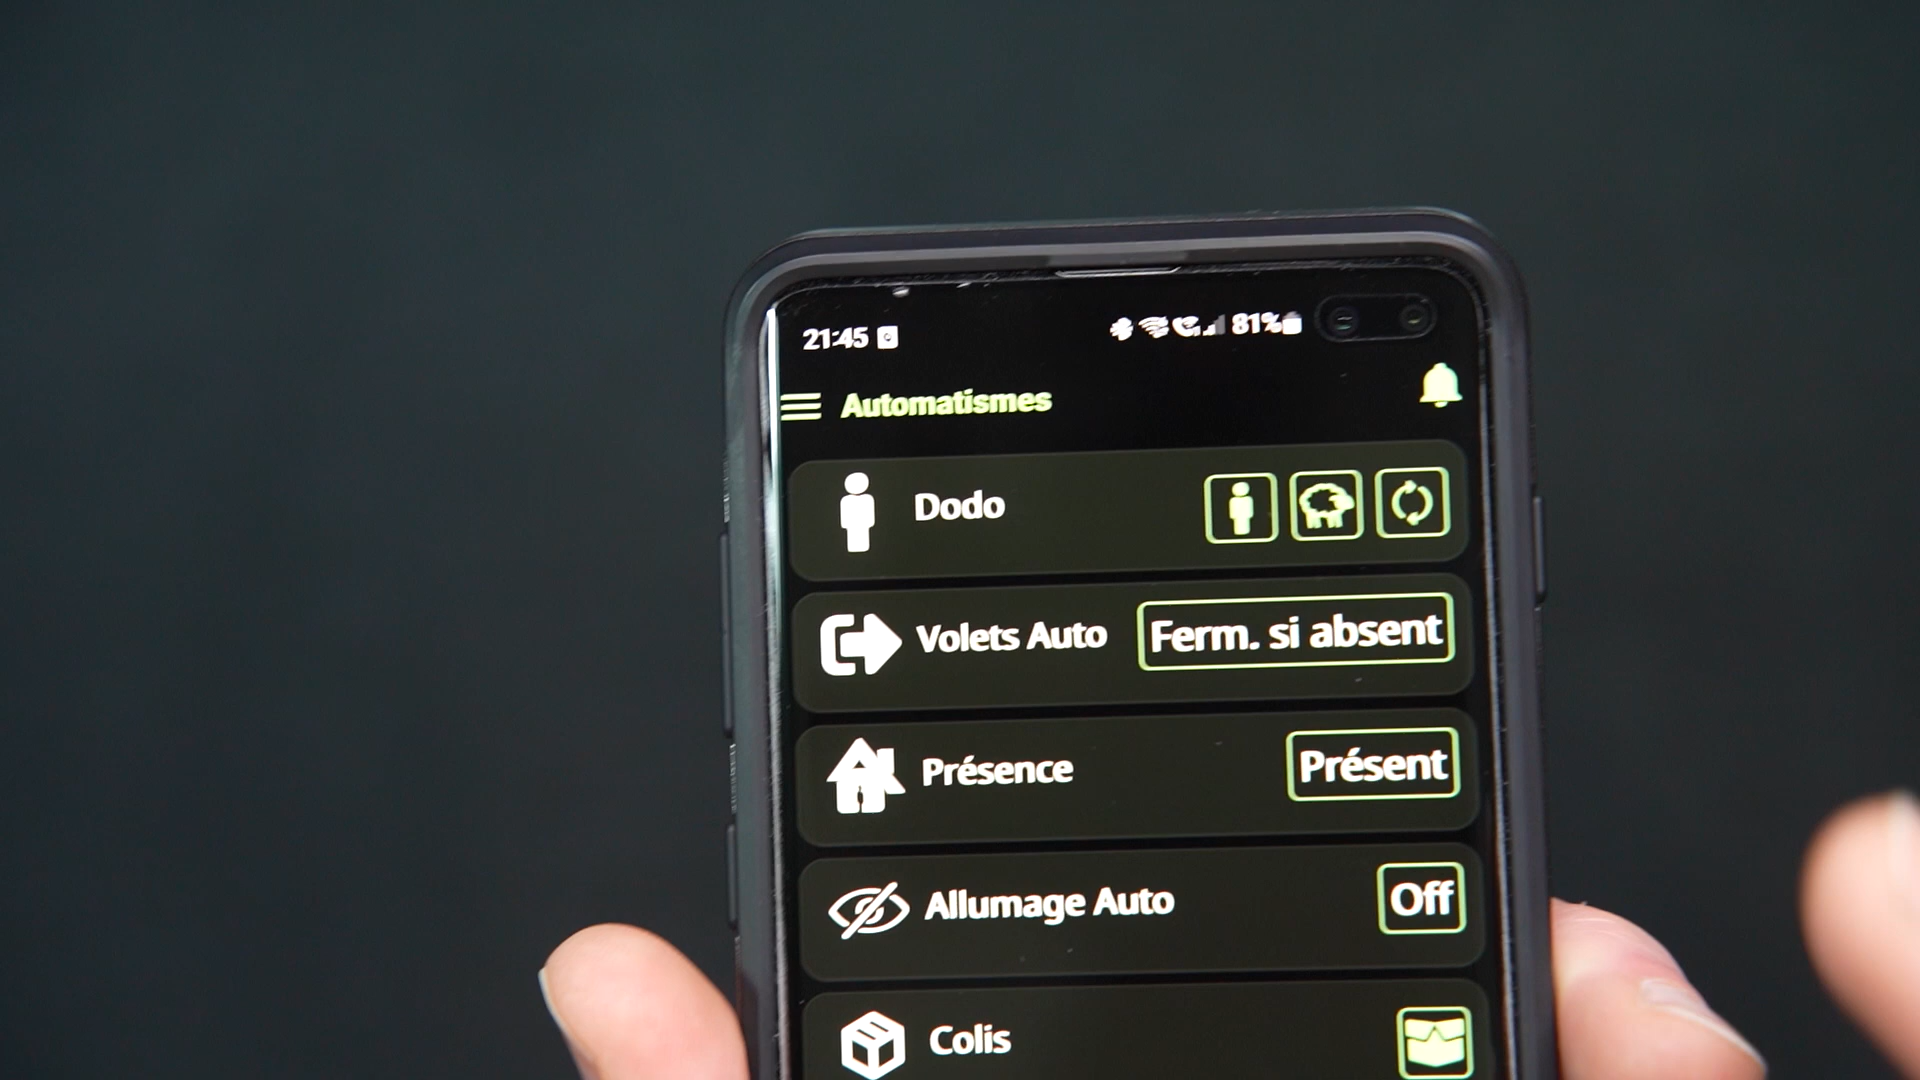 21:45 81%
Automatismes
Dodo
Volets Auto Ferm. si absent
Présence Présent
Allumage Auto Off
Colis